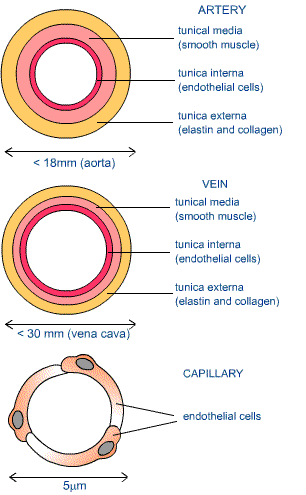 ARTERY
tunical media
(smooth muscle)
tunica interna
(endothelial cells)
tunica externa
(elastin and collagen)
< 18mm (aorta)
VEIN
tunical media
(smooth muscle)
tunica interna
(endothelial cells)
tunica externa
(elastin and collagen)
< 30 mm (vena cava)
CAPILLARY
endothelial cells
5µm